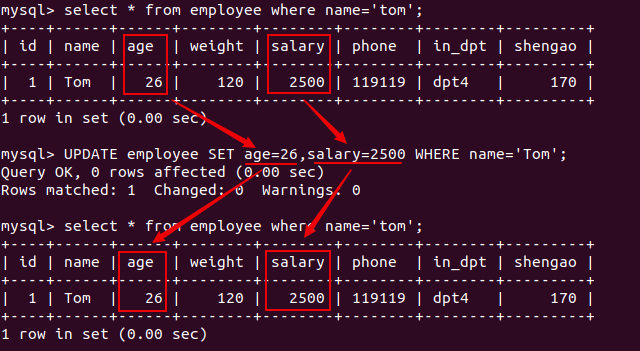 mysql> select * from employee where name='tom';
+----+------+------+--------+--------+--------+--------+---------+
| id | name | age  | weight | salary | phone  | in_dpt | shengao |
+----+------+------+--------+--------+--------+--------+---------+
|  1 | Tom  |   26 |    120 |   2500 | 119119 | dpt4   |     170 |
+----+------+------+--------+--------+--------+--------+---------+
1 row in set (0.00 sec)
mysql> UPDATE employee SET age=26,salary=2500 WHERE name='Tom';
Query OK, 0 rows affected (0.00 sec)
Rows matched: 1  Changed: 0  Warnings: 0
mysql> select * from employee where name='tom';
+----+------+------+--------+--------+--------+--------+---------+
| id | name | age  | weight | salary | phone  | in_dpt | shengao |
+----+------+------+--------+--------+--------+--------+---------+
|  1 | Tom  |   26 |    120 |   2500 | 119119 | dpt4   |     170 |
+----+------+------+--------+--------+--------+--------+---------+
1 row in set (0.00 sec)